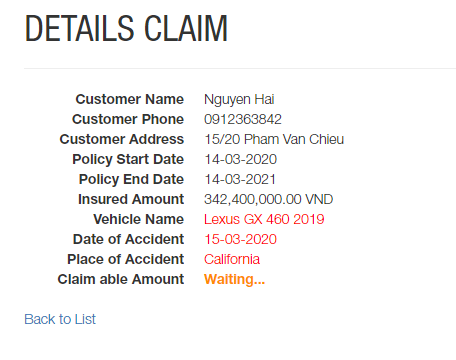 DETAILS CLAIM
Customer Name Nguyen Hai
Customer Phone 0912363842
Customer Address 15/20 Pham Van Chieu
Policy Start Date 14-03-2020
Policy End Date 14-03-2021
Insured Amount 342,400,000.00 VND
Vehicle Name Lexus GX 460 2019
Date of Accident 15-03-2020
Place of Accident California
Claim able Amount Waiting...
Back to List